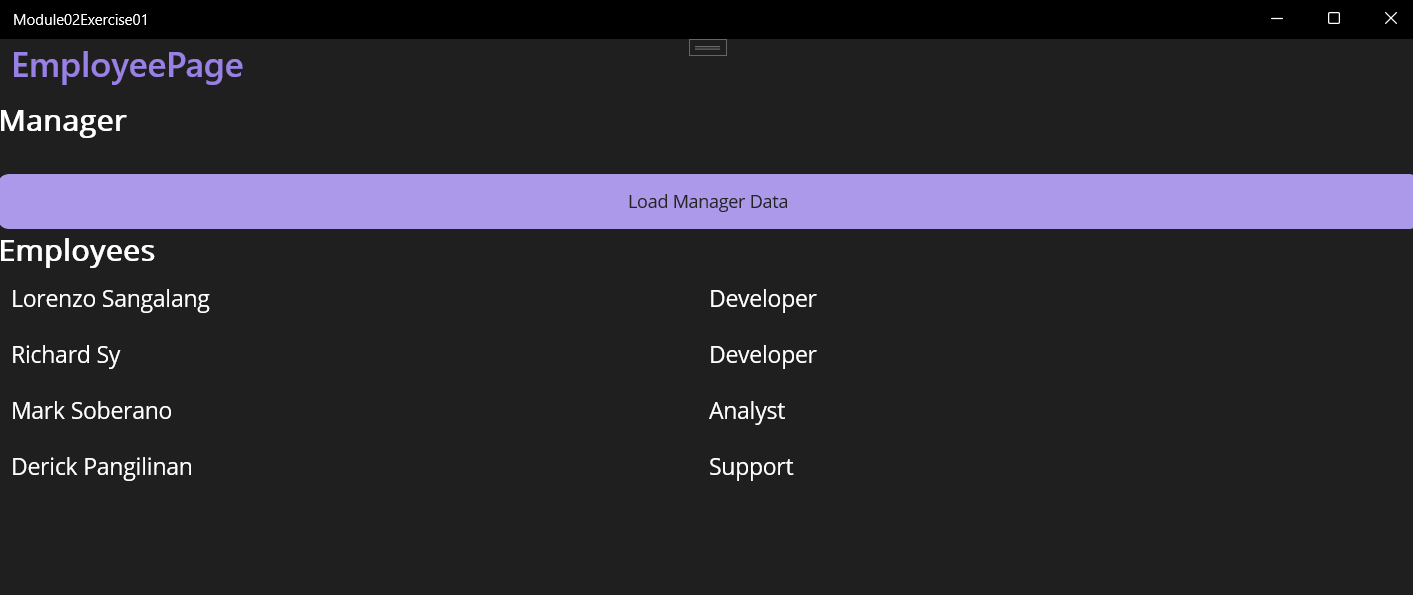 Module02Exercise01
EmployeePage
Manager
Load Manager Data
Employees
Lorenzo Sangalang Developer
Richard Sy Developer
Mark Soberano Analyst
Derick Pangilinan Support